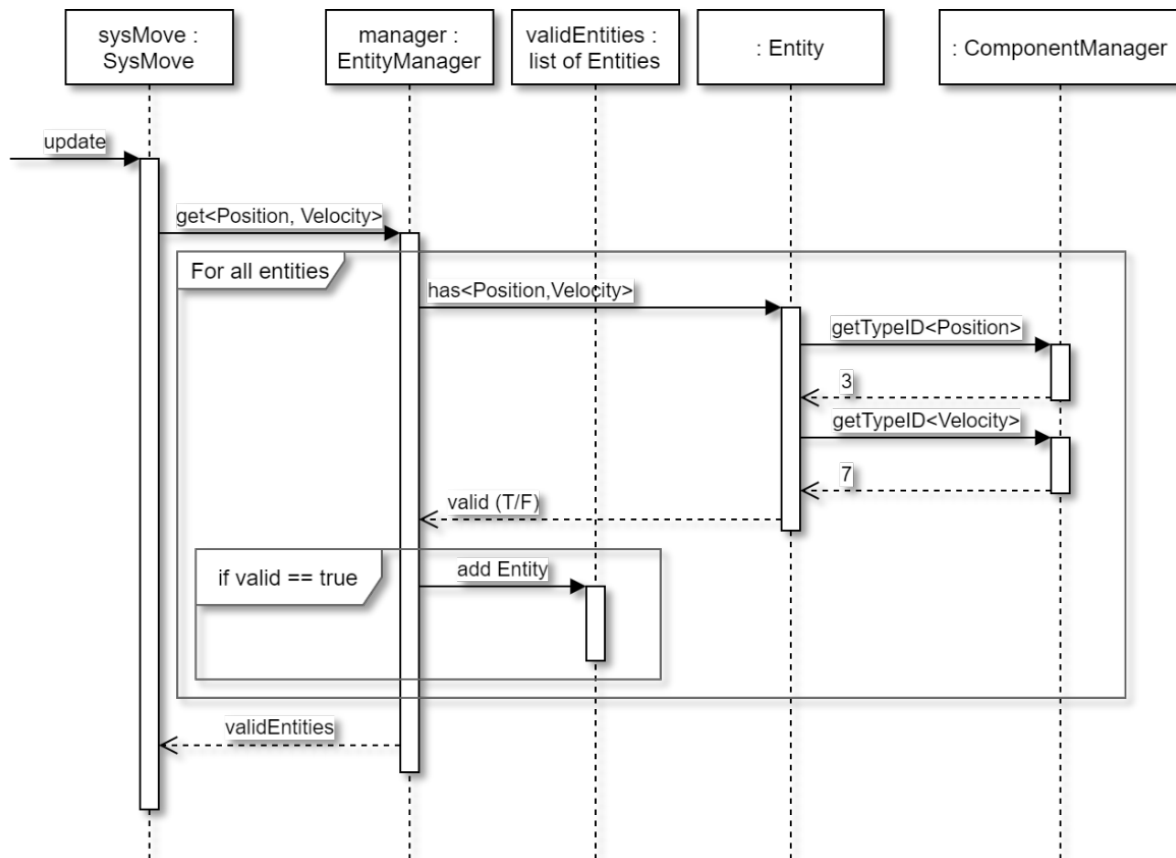 sysMove :
SysMove
manager :
EntityManager
validEntities :
list of Entities
: Entity
: ComponentManager
update
get<Position, Velocity>
For all entities
has<Position,Velocity>
getTypeID<Position>
3
getTypeID<Velocity>
7
valid (T/F)
if valid == true
add Entity
validEntities